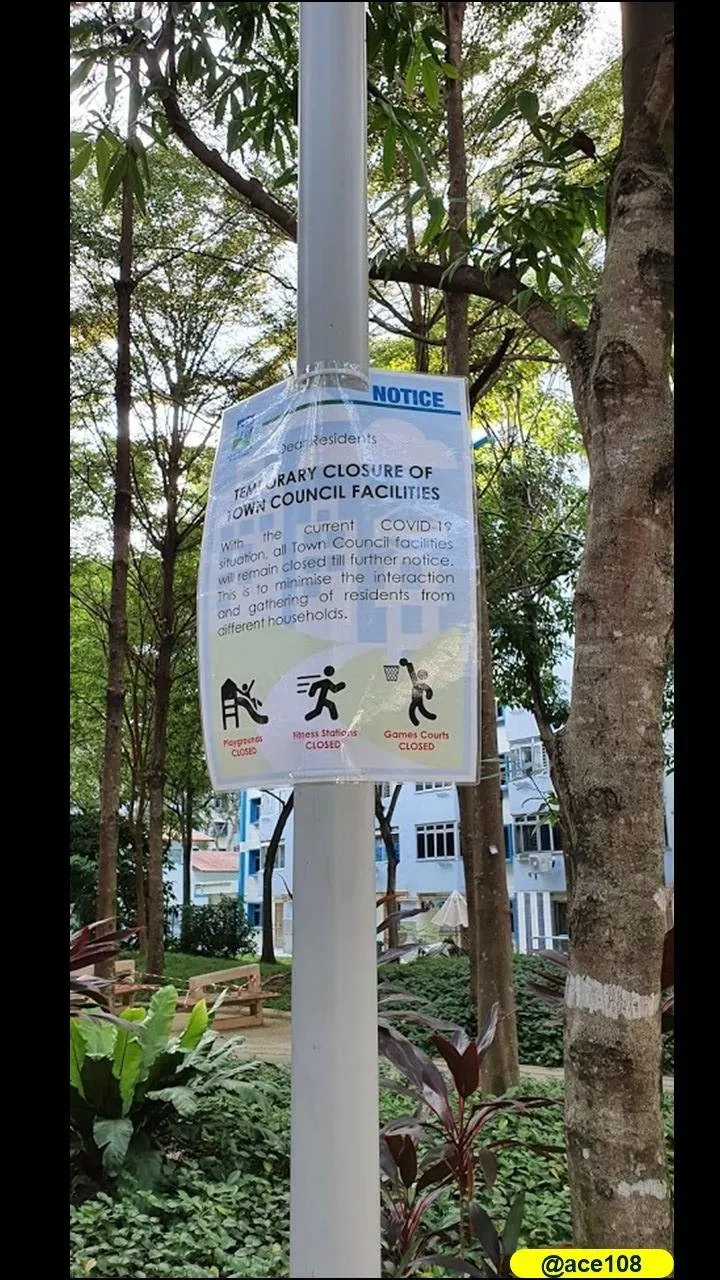 NOTICE
Dear Residents
TEMPORARY CLOSURE OF
TOWN COUNCIL FACILITIES
With the current COVID-19
situation, all Town Council facilities
will remain closed till further notice.
This is to minimise the interaction
and gathering of residents from
different households.
Playgrounds
CLOSED
Fitness Stations
CLOSED
Games Courts
CLOSED
@ace108